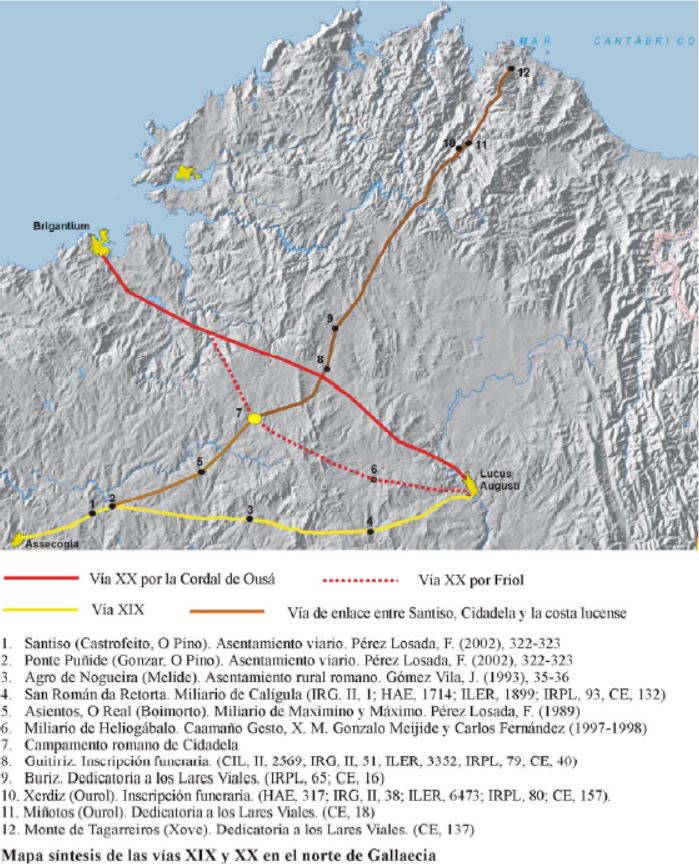 MAR CANTÁBRICO
12
10
11
Brigantium
9
8
7
5
6
Lucus
Augusti
1
2
3
4
Asseconia
Vía XX por la Cordal de Ousá
Vía XX por Friol
Vía XIX
Vía de enlace entre Santiso, Cidadela y la costa lucense
1. Santiso (Castrofeito, O Pino). Asentamiento viario. Pérez Losada, F. (2002), 322-323
2. Ponte Puñide (Gonzar, O Pino). Asentamiento viario. Pérez Losada, F. (2002), 322-323
3. Agro de Nogueira (Melide). Asentamiento rural romano. Gómez Vila, J. (1993), 35-36
4. San Román da Retorta. Miliario de Calígula (IRG. II, 1; HAE, 1714; ILER, 1899; IRPL, 93, CE, 132)
5. Asientos, O Real (Boimorto). Miliario de Maximino y Máximo. Pérez Losada, F. (1989)
6. Miliario de Heliogábalo. Caamaño Gesto, X. M. Gonzalo Meijide y Carlos Fernández (1997-1998)
7. Campamento romano de Cidadela
8. Guitiriz. Inscripción funeraria. (CIL, II, 2569, IRG, II, 51, ILER, 3352, IRPL, 79, CE, 40)
9. Buriz. Dedicatoria a los Lares Viales. (IRPL, 65; CE, 16)
10. Xerdiz (Ourol). Inscripción funeraria. (HAE, 317; IRG, II, 38; ILER, 6473; IRPL, 80; CE, 157).
11. Miñotos (Ourol). Dedicatoria a los Lares Viales. (CE, 18)
12. Monte de Tagarreiros (Xove). Dedicatoria a los Lares Viales. (CE, 137)
Mapa síntesis de las vías XIX y XX en el norte de Gallaecia